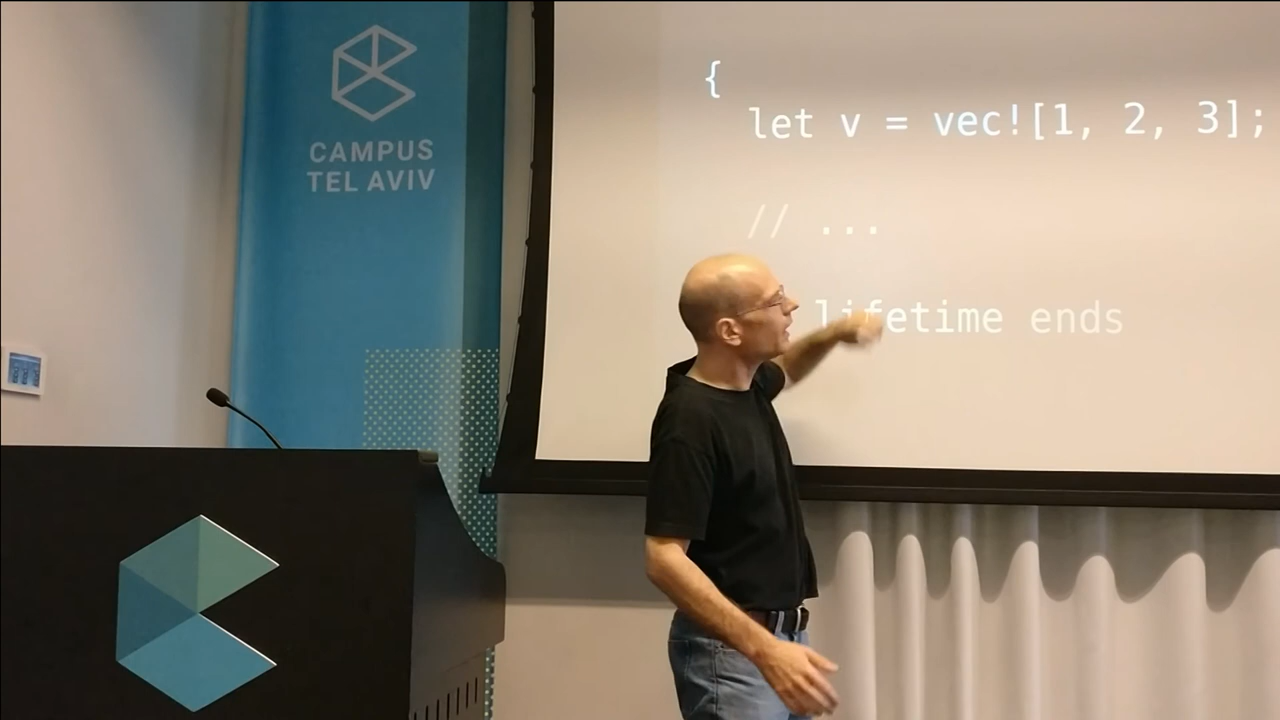 CAMPUS
TEL AVIV
{
let v = vec![1, 2, 3];
// ...
lifetime ends